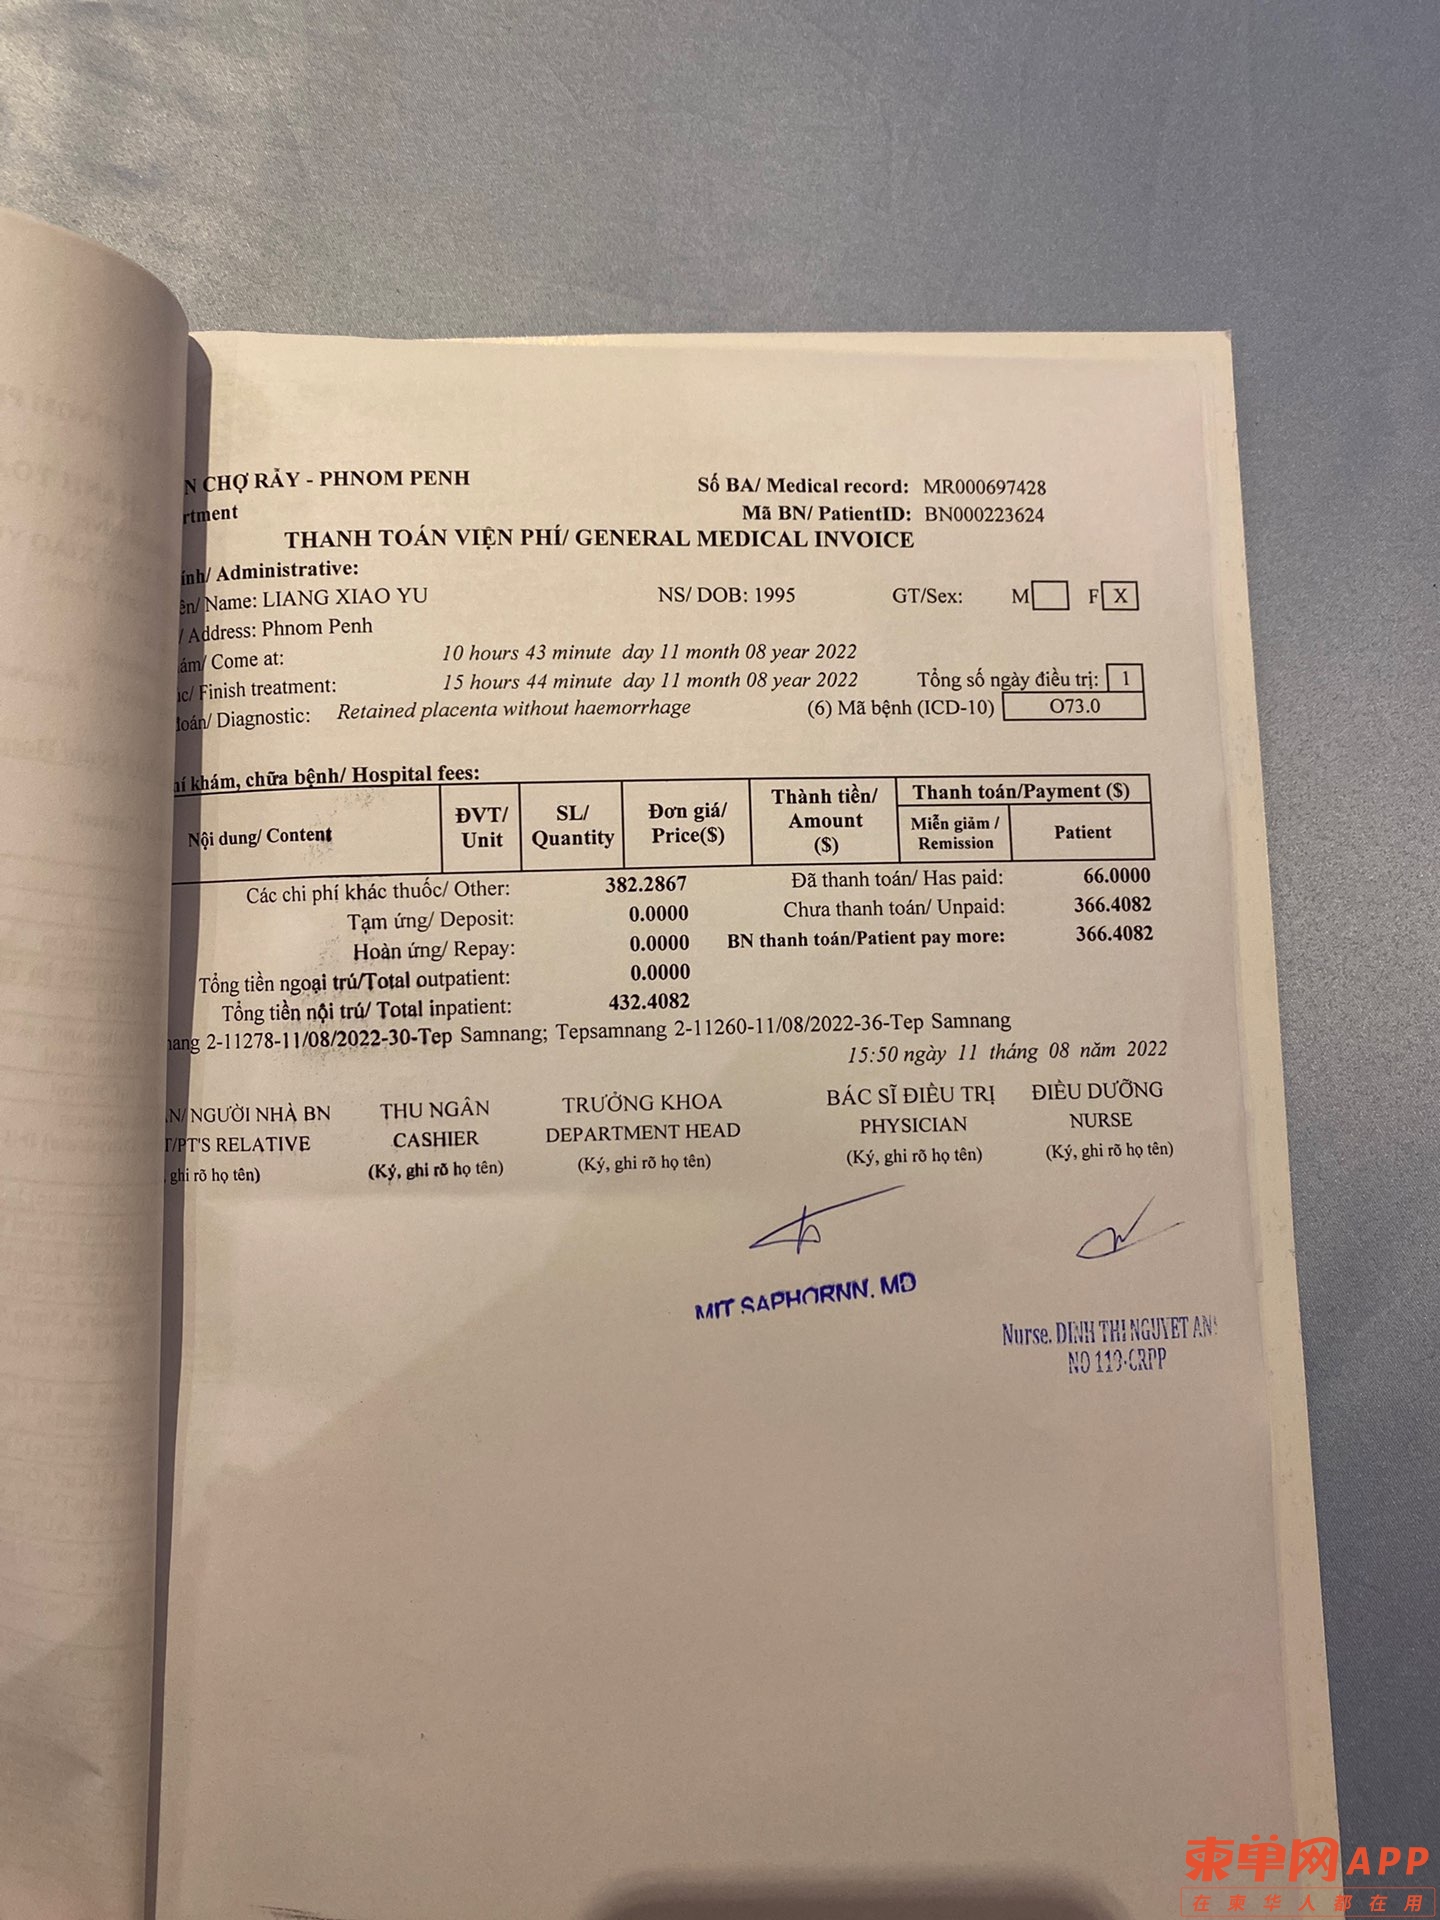 N CHỢ RẪY - PHNOM PENH
Số BA/ Medical record: MR000697428
rtment
Mã BN/ PatientID: BN000223624
THANH TOÁN VIỆN PHÍ/ GENERAL MEDICAL INVOICE
ính/ Administrative:
ên/ Name: LIANG XIAO YU NS/ DOB: 1995 GT/Sex: M F X
/ Address: Phnom Penh
ám/ Come at: 10 hours 43 minute day 11 month 08 year 2022
úc/ Finish treatment: 15 hours 44 minute day 11 month 08 year 2022 Tổng số ngày điều trị: 1
đoán/ Diagnostic: Retained placenta without haemorrhage (6) Mã bệnh (ICD-10) O73.0
hí khám, chữa bệnh/ Hospital fees:
Nội dung/ Content
ĐVT/
Unit
SL/
Quantity
Đơn giá/
Price($)
Thành tiền/
Amount
($)
Thanh toán/Payment ($)
Miễn giảm /
Remission
Patient
Các chi phí khác thuốc/ Other: 382.2867 Đã thanh toán/ Has paid: 66.0000
Tạm ứng/ Deposit: 0.0000 Chưa thanh toán/ Unpaid: 366.4082
Hoàn ứng/ Repay: 0.0000 BN thanh toán/Patient pay more: 366.4082
Tổng tiền ngoại trú/Total outpatient: 0.0000
Tổng tiền nội trú/ Total inpatient: 432.4082
nang 2-11278-11/08/2022-30-Tep Samnang; Tepsamnang 2-11260-11/08/2022-36-Tep Samnang
15:50 ngày 11 tháng 08 năm 2022
N/ NGƯỜI NHÀ BN THU NGÂN TRƯỞNG KHOA BÁC SĨ ĐIỀU TRỊ ĐIỀU DƯỠNG
T/PT'S RELATIVE CASHIER DEPARTMENT HEAD PHYSICIAN NURSE
, ghi rõ họ tên) (Ký, ghi rõ họ tên) (Ký, ghi rõ họ tên) (Ký, ghi rõ họ tên) (Ký, ghi rõ họ tên)
MIT SAPHORNN. MD
Nurse. DINH THI NGUYET
NO 119-CRPP
柬单网APP
在柬华人都在用